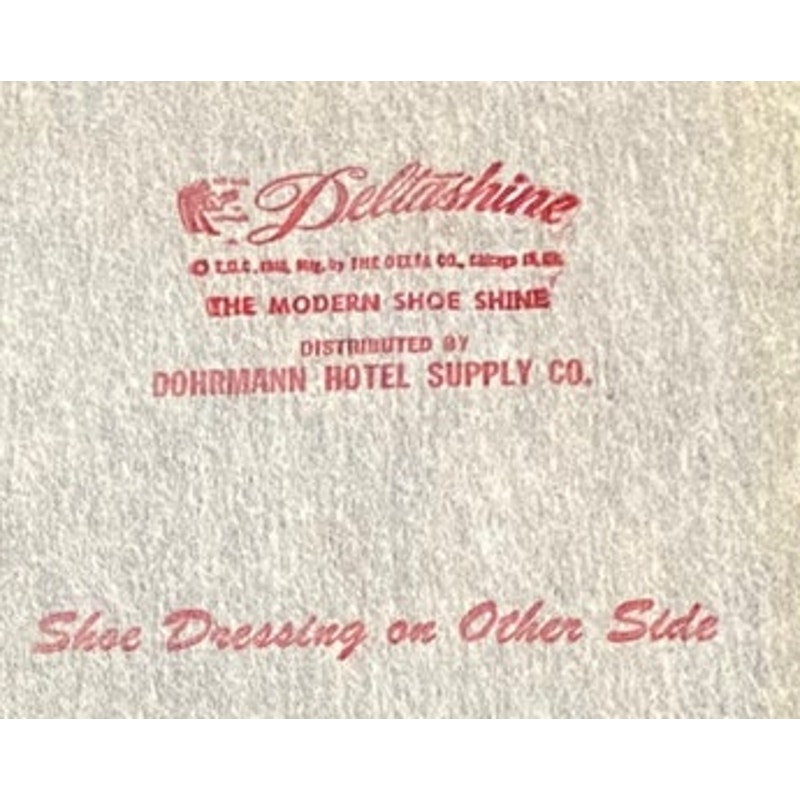 Deltashine
© T.D.C. Mfg. by THE DELTA CO., Chicago
THE MODERN SHOE SHINE
DISTRIBUTED BY
DOHRMANN HOTEL SUPPLY CO.
Shoe Dressing on Other Side